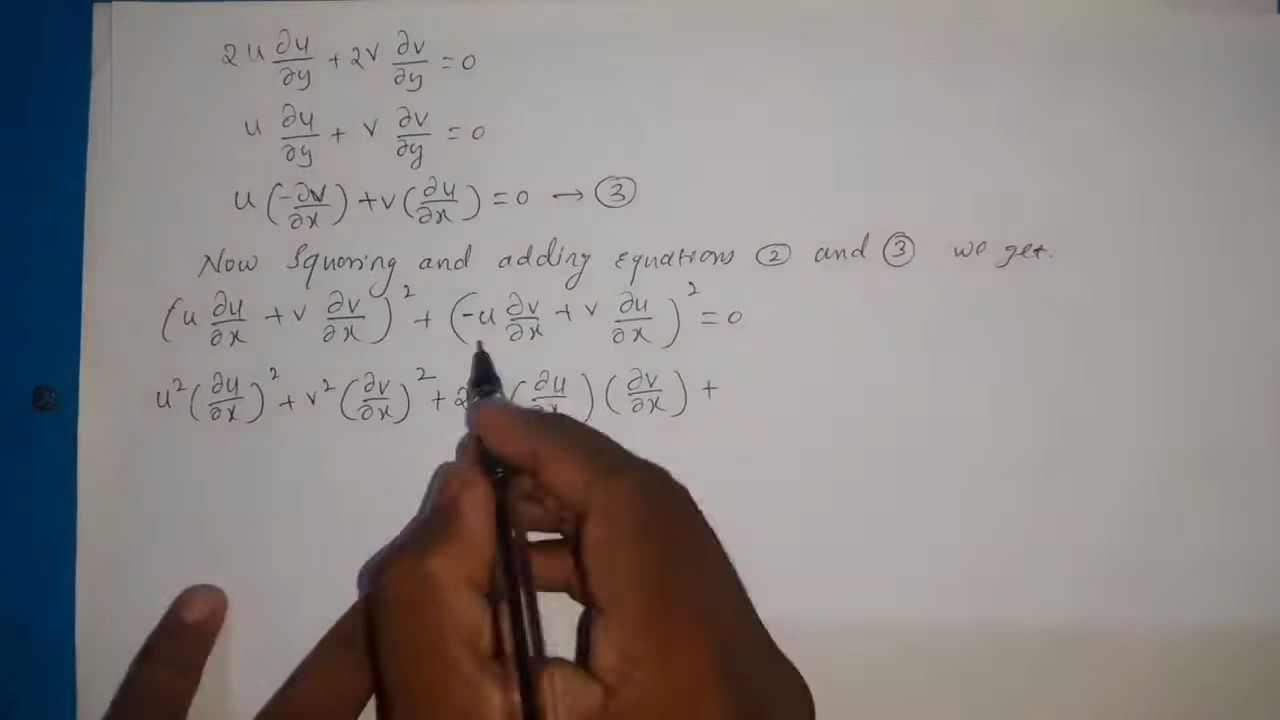 2u ∂u/∂y + 2v ∂v/∂y = 0
u ∂u/∂y + v ∂v/∂y = 0
u (-∂v/∂x) + v (∂u/∂x) = 0 → ③
Now Squaring and adding equations ② and ③ we get.
(u ∂u/∂x + v ∂v/∂x)² + (-u ∂v/∂x + v ∂u/∂x)² = 0
u² (∂u/∂x)² + v² (∂v/∂x)² + 2 (∂u/∂x) (∂v/∂x) +